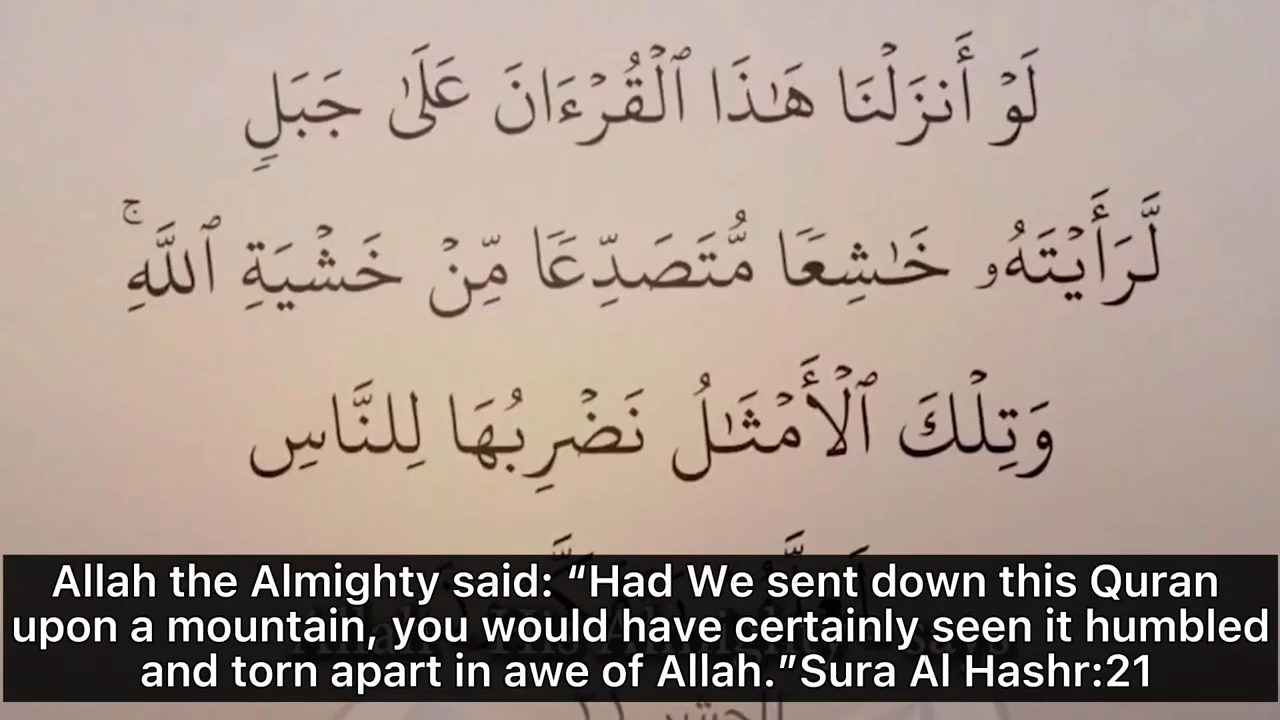 لَوْ أَنزَلْنَا هَٰذَا ٱلْقُرْءَانَ عَلَىٰ جَبَلٍ
لَّرَأَيْتَهُۥ خَٰشِعًا مُّتَصَدِّعًا مِّنْ خَشْيَةِ ٱللَّهِ ۚ
وَتِلْكَ ٱلْأَمْثَٰلُ نَضْرِبُهَا لِلنَّاسِ
Allah the Almighty said: “Had We sent down this Quran
upon a mountain, you would have certainly seen it humbled
and torn apart in awe of Allah.”Sura Al Hashr:21